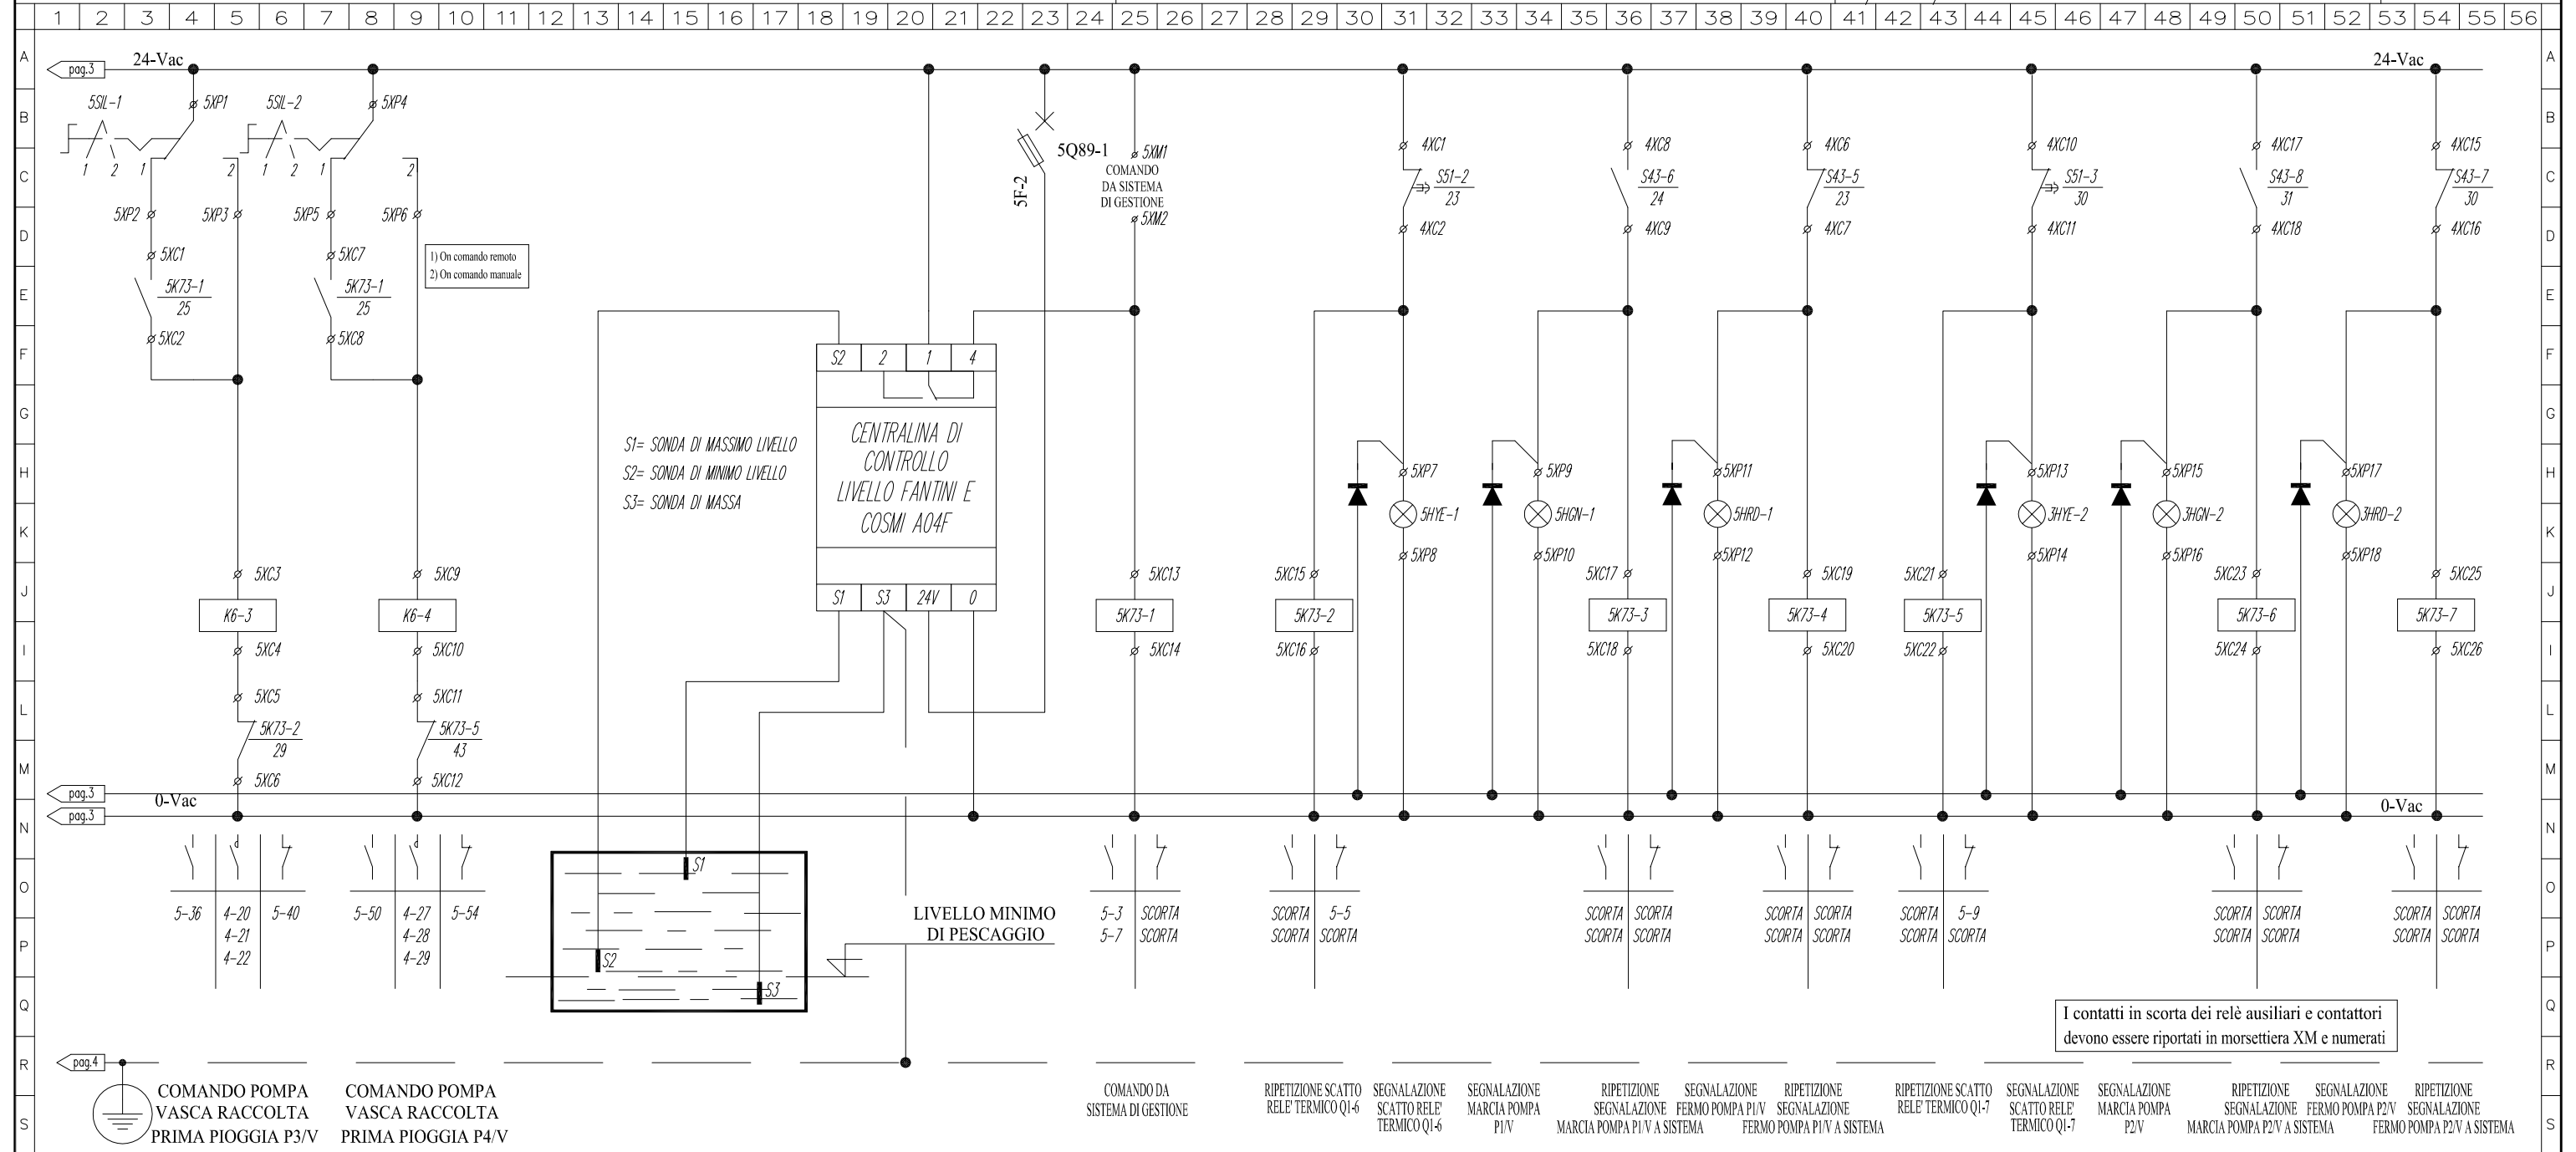 1 2 3 4 5 6 7 8 9 10 11 12 13 14 15 16 17 18 19 20 21 22 23 24 25 26 27 28 29 30 31 32 33 34 35 36 37 38 39 40 41 42 43 44 45 46 47 48 49 50 51 52 53 54 55 56
A pag.3 24-Vac 24-Vac A
5SIL-1 5XP1 5SIL-2 5XP4
B B
1 2 1 2 1 2 1 2
5Q89-1
5F-2
5XM1
COMANDO
DA SISTEMA
DI GESTIONE
5XM2
4XC1 4XC8 4XC6 4XC10 4XC17 4XC15
C S51-2 S43-6 S43-5 S51-3 S43-8 S43-7 C
23 24 23 30 31 30
5XP2 5XP3 5XP5 5XP6
D 4XC2 4XC9 4XC7 4XC11 4XC18 4XC16 D
5XC1 5XC7
1) On comando remoto
2) On comando manuale
E 5K73-1 5K73-1 E
25 25
5XC2 5XC8
F S2 2 1 4 F
G G
CENTRALINA DI
CONTROLLO
LIVELLO FANTINI E
COSMI A04F
S1= SONDA DI MASSIMO LIVELLO
S2= SONDA DI MINIMO LIVELLO
S3= SONDA DI MASSA
H 5XP7 5XP9 5XP11 5XP13 5XP15 5XP17 H
5HYE-1 5HGN-1 5HRD-1 3HYE-2 3HGN-2 3HRD-2
K 5XP8 5XP10 5XP12 5XP14 5XP16 5XP18 K
5XC3 5XC9 5XC13 5XC15 5XC17 5XC19 5XC21 5XC23 5XC25
J S1 S3 24V 0 J
K6-3 K6-4 5K73-1 5K73-2 5K73-3 5K73-4 5K73-5 5K73-6 5K73-7
I 5XC4 5XC10 5XC14 5XC16 5XC18 5XC20 5XC22 5XC24 5XC26 I
5XC5 5XC11
L L
5K73-2 5K73-5
29 43
M 5XC6 5XC12 M
pag.3
0-Vac 0-Vac
pag.3
N N
S1
O O
5-36 4-20 5-40 5-50 4-27 5-54
4-21 4-28
4-22 4-29
LIVELLO MINIMO
DI PESCAGGIO
5-3 SCORTA SCORTA 5-5 SCORTA SCORTA SCORTA SCORTA SCORTA 5-9 SCORTA SCORTA SCORTA SCORTA
5-7 SCORTA SCORTA SCORTA SCORTA SCORTA SCORTA SCORTA SCORTA SCORTA SCORTA SCORTA SCORTA SCORTA
P P
S2
S3
Q Q
I contatti in scorta dei relè ausiliari e contattori
devono essere riportati in morsettiera XM e numerati
R pag.4 R
COMANDO POMPA
VASCA RACCOLTA
PRIMA PIOGGIA P3/V
COMANDO POMPA
VASCA RACCOLTA
PRIMA PIOGGIA P4/V
COMANDO DA
SISTEMA DI GESTIONE
RIPETIZIONE SCATTO
RELE' TERMICO Q1-6
SEGNALAZIONE
SCATTO RELE'
TERMICO Q1-6
SEGNALAZIONE
MARCIA POMPA
P1/V
RIPETIZIONE
SEGNALAZIONE
MARCIA POMPA P1/V A SISTEMA
SEGNALAZIONE
FERMO POMPA P1/V
RIPETIZIONE
SEGNALAZIONE
FERMO POMPA P1/V A SISTEMA
RIPETIZIONE SCATTO
RELE' TERMICO Q1-7
SEGNALAZIONE
SCATTO RELE'
TERMICO Q1-7
SEGNALAZIONE
MARCIA POMPA
P2/V
RIPETIZIONE
SEGNALAZIONE
MARCIA POMPA P2/V A SISTEMA
SEGNALAZIONE
FERMO POMPA P2/V
RIPETIZIONE
SEGNALAZIONE
FERMO POMPA P2/V A SISTEMA
S S